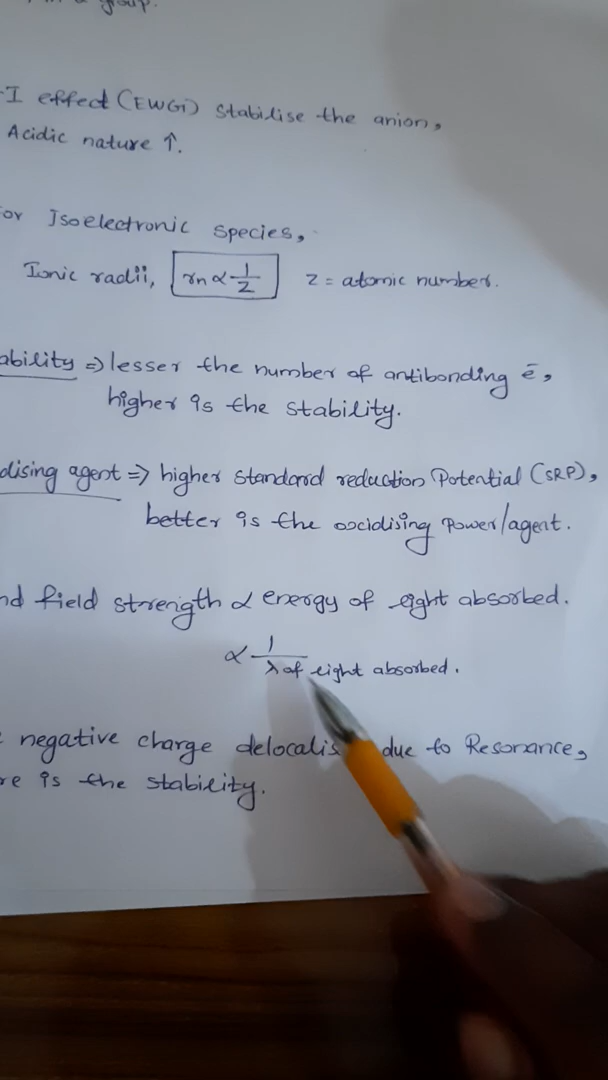 I effect (EWG) stabilise the anion,
Acidic nature ↑.
or Isoelectronic species,
Ionic radii, rn ∝ 1/Z Z = atomic number.
ability => lesser the number of antibonding ē,
higher is the stability.
dising agent => higher standard reduction Potential (SRP),
better is the oxidising power/agent.
nd field strength ∝ energy of light absorbed.
∝ 1/λ of light absorbed.
negative charge delocalis due to Resonance,
re is the stability.